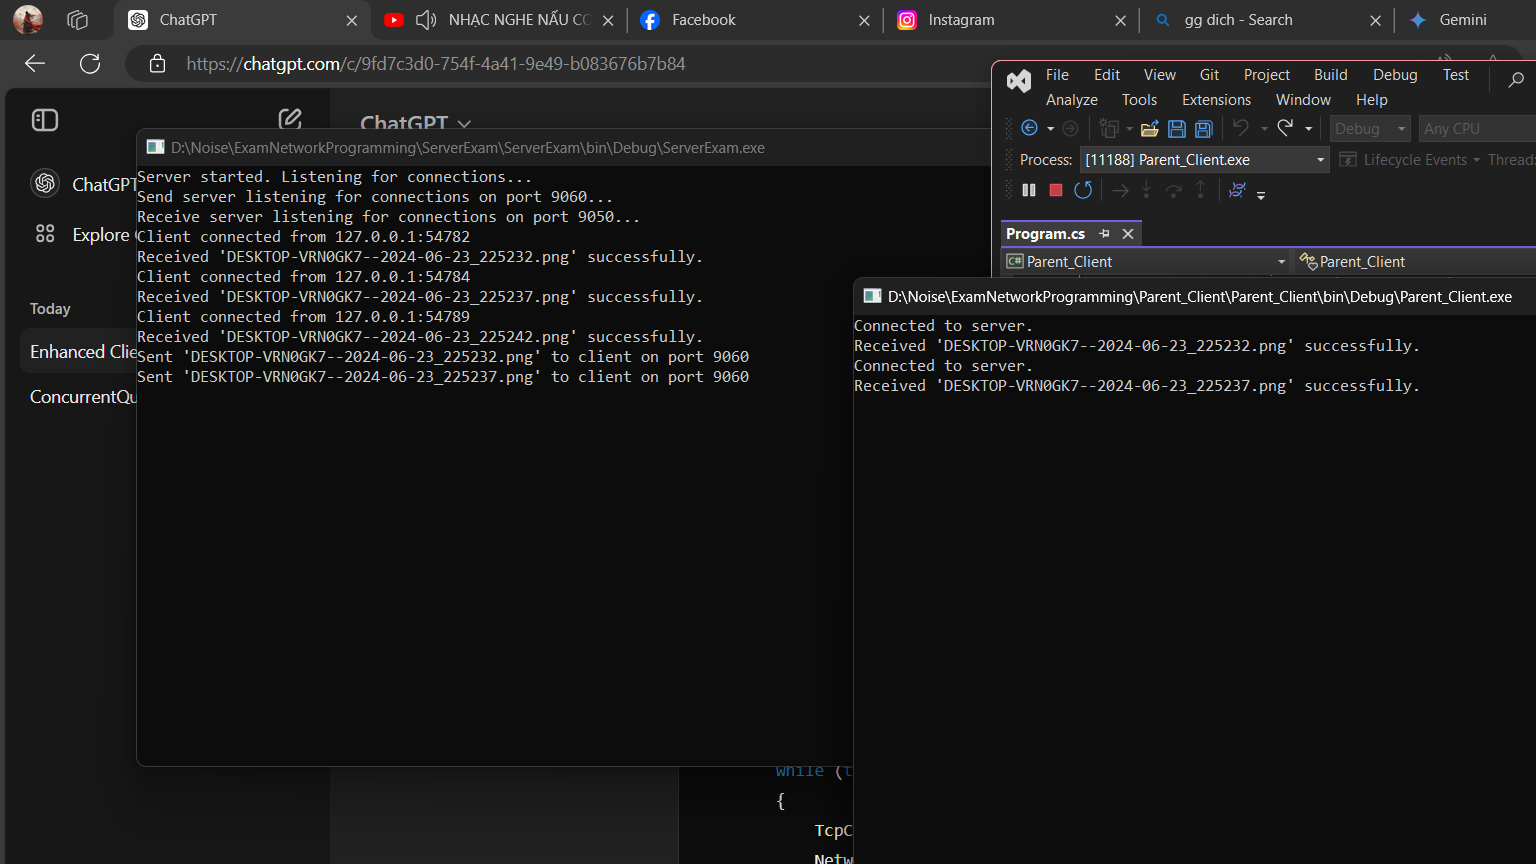 ChatGPT
NHẠC NGHE NẤU CƠ
Facebook
Instagram
gg dich - Search
Gemini
https://chatgpt.com/c/9fd7c3d0-754f-4a41-9e49-b083676b7b84
ChatGPT
ChatGPT
Explore
Today
Enhanced Clie
ConcurrentQu
D:\Noise\ExamNetworkProgramming\ServerExam\ServerExam\bin\Debug\ServerExam.exe
Server started. Listening for connections...
Send server listening for connections on port 9060...
Receive server listening for connections on port 9050...
Client connected from 127.0.0.1:54782
Received 'DESKTOP-VRN0GK7--2024-06-23_225232.png' successfully.
Client connected from 127.0.0.1:54784
Received 'DESKTOP-VRN0GK7--2024-06-23_225237.png' successfully.
Client connected from 127.0.0.1:54789
Received 'DESKTOP-VRN0GK7--2024-06-23_225242.png' successfully.
Sent 'DESKTOP-VRN0GK7--2024-06-23_225232.png' to client on port 9060
Sent 'DESKTOP-VRN0GK7--2024-06-23_225237.png' to client on port 9060
File Edit View Git Project Build Debug Test
Analyze Tools Extensions Window Help
Debug Any CPU
Process: [11188] Parent_Client.exe Lifecycle Events Thread:
Program.cs
C# Parent_Client Parent_Client
D:\Noise\ExamNetworkProgramming\Parent_Client\Parent_Client\bin\Debug\Parent_Client.exe
Connected to server.
Received 'DESKTOP-VRN0GK7--2024-06-23_225232.png' successfully.
Connected to server.
Received 'DESKTOP-VRN0GK7--2024-06-23_225237.png' successfully.
while (t
{
TcpC
Netw